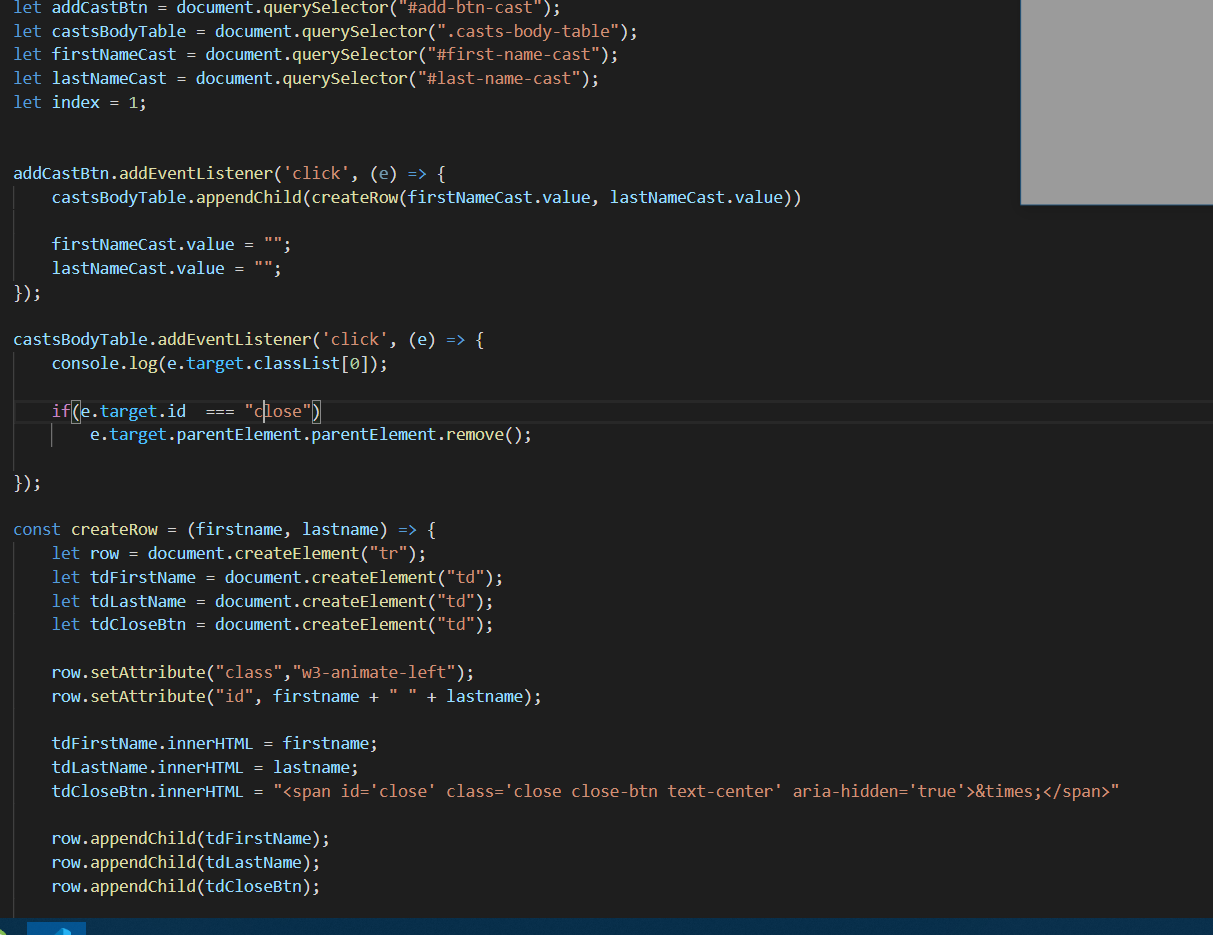 let addCastBtn = document.querySelector("#add-btn-cast");
let castsBodyTable = document.querySelector(".casts-body-table");
let firstNameCast = document.querySelector("#first-name-cast");
let lastNameCast = document.querySelector("#last-name-cast");
let index = 1;
addCastBtn.addEventListener('click', (e) => {
castsBodyTable.appendChild(createRow(firstNameCast.value, lastNameCast.value))
firstNameCast.value = "";
lastNameCast.value = "";
});
castsBodyTable.addEventListener('click', (e) => {
console.log(e.target.classList[0]);
if(e.target.id  === "close")
e.target.parentElement.parentElement.remove();
});
const createRow = (firstname, lastname) => {
let row = document.createElement("tr");
let tdFirstName = document.createElement("td");
let tdLastName = document.createElement("td");
let tdCloseBtn = document.createElement("td");
row.setAttribute("class","w3-animate-left");
row.setAttribute("id", firstname + " " + lastname);
tdFirstName.innerHTML = firstname;
tdLastName.innerHTML = lastname;
tdCloseBtn.innerHTML = "<span id='close' class='close close-btn text-center' aria-hidden='true'>&times;</span>"
row.appendChild(tdFirstName);
row.appendChild(tdLastName);
row.appendChild(tdCloseBtn);